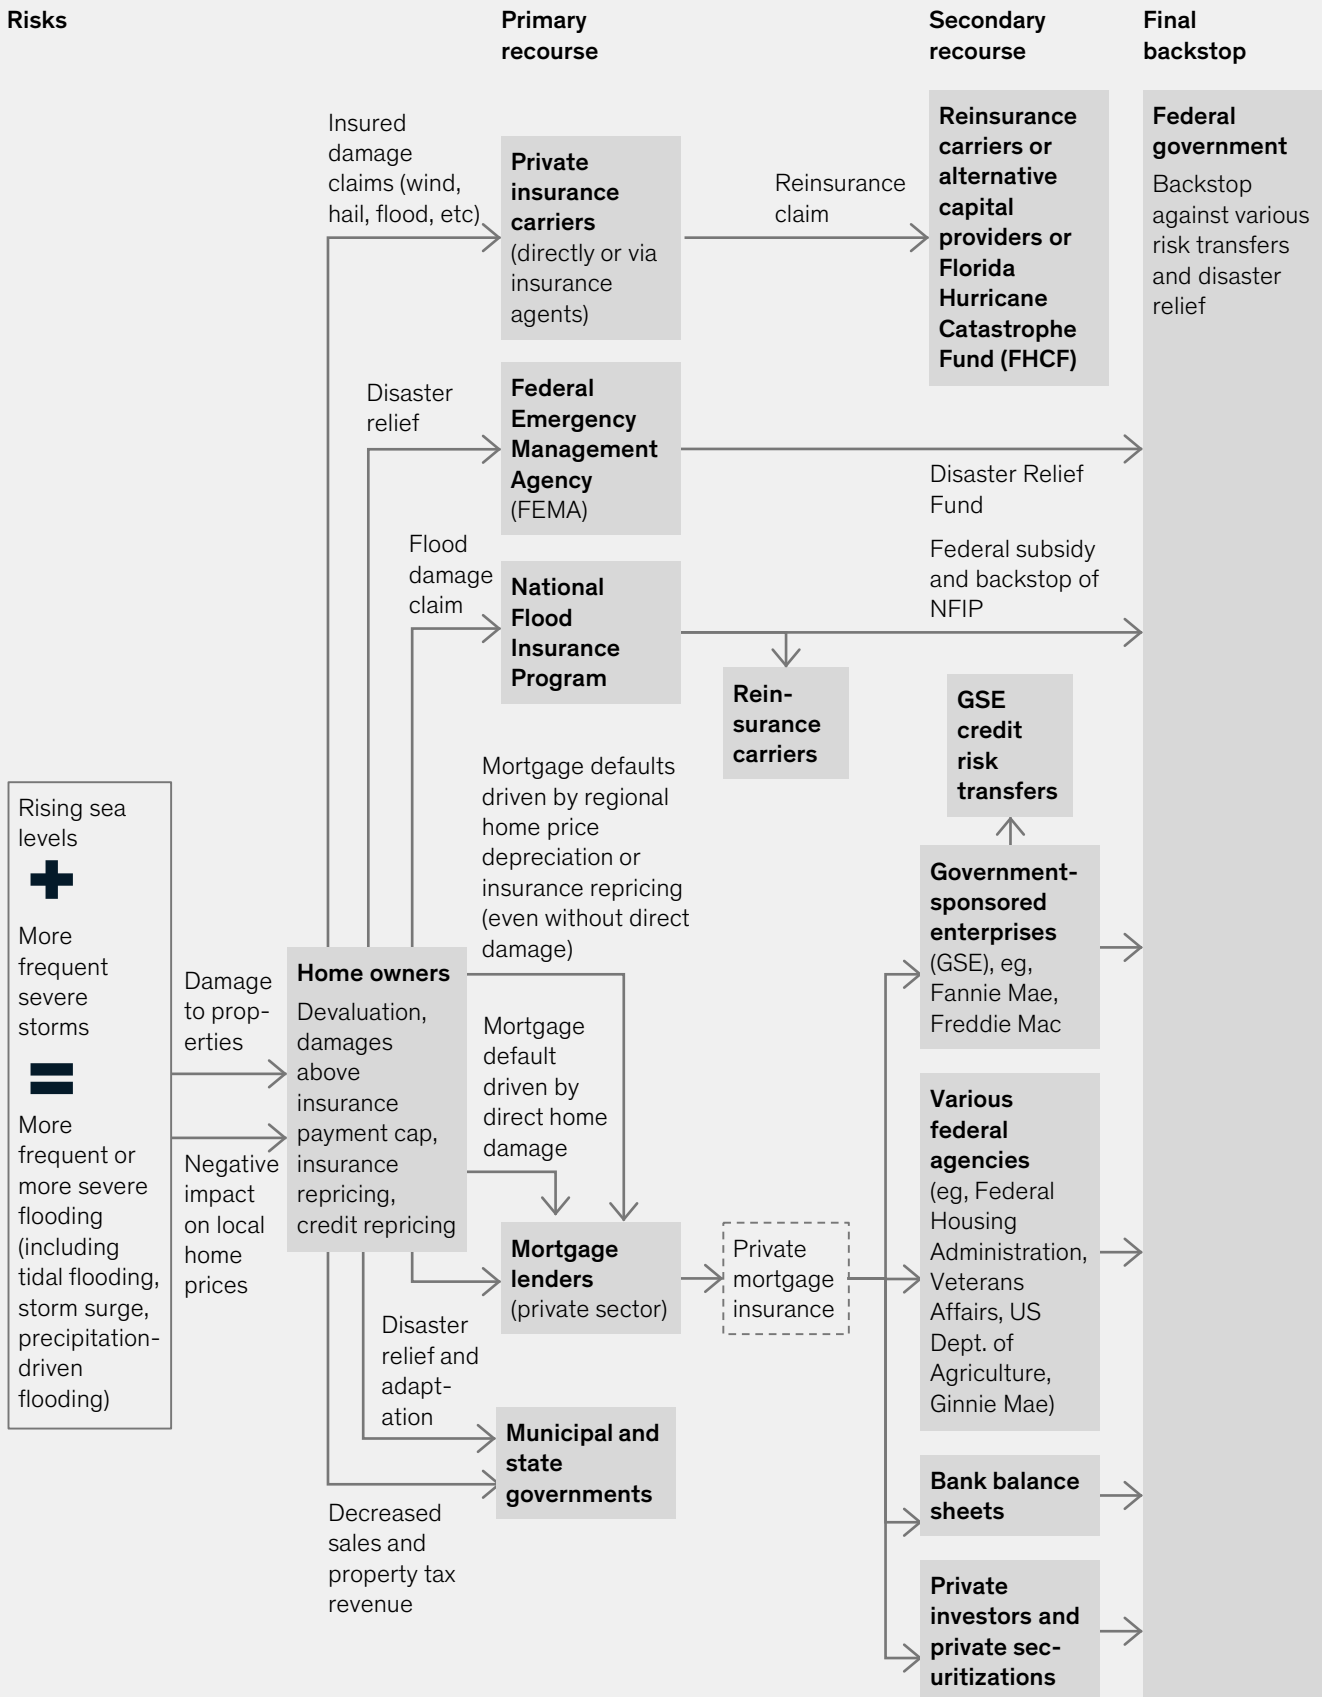 Risks
Primary
recourse
Secondary
recourse
Final
backstop
Insured
damage
claims (wind,
hail, flood, etc)
Private
insurance
carriers
(directly or via
insurance
agents)
Reinsurance
claim
Reinsurance
carriers or
alternative
capital
providers or
Florida
Hurricane
Catastrophe
Fund (FHCF)
Federal
government
Backstop
against various
risk transfers
and disaster
relief
Disaster
relief
Federal
Emergency
Management
Agency
(FEMA)
Disaster Relief
Fund
Flood
damage
claim
National
Flood
Insurance
Program
Federal subsidy
and backstop of
NFIP
Rein-
surance
carriers
GSE
credit
risk
transfers
Mortgage defaults
driven by regional
home price
depreciation or
insurance repricing
(even without direct
damage)
Rising sea
levels
+
More
frequent
severe
storms
=
More
frequent or
more severe
flooding
(including
tidal flooding,
storm surge,
precipitation-
driven
flooding)
Damage
to prop-
erties
Negative
impact
on local
home
prices
Home owners
Devaluation,
damages
above
insurance
payment cap,
insurance
repricing,
credit repricing
Mortgage
default
driven by
direct home
damage
Mortgage
lenders
(private sector)
Private
mortgage
insurance
Government-
sponsored
enterprises
(GSE), eg,
Fannie Mae,
Freddie Mac
Various
federal
agencies
(eg, Federal
Housing
Administration,
Veterans
Affairs, US
Dept. of
Agriculture,
Ginnie Mae)
Disaster
relief and
adapt-
ation
Municipal and
state
governments
Decreased
sales and
property tax
revenue
Bank balance
sheets
Private
investors and
private sec-
uritizations